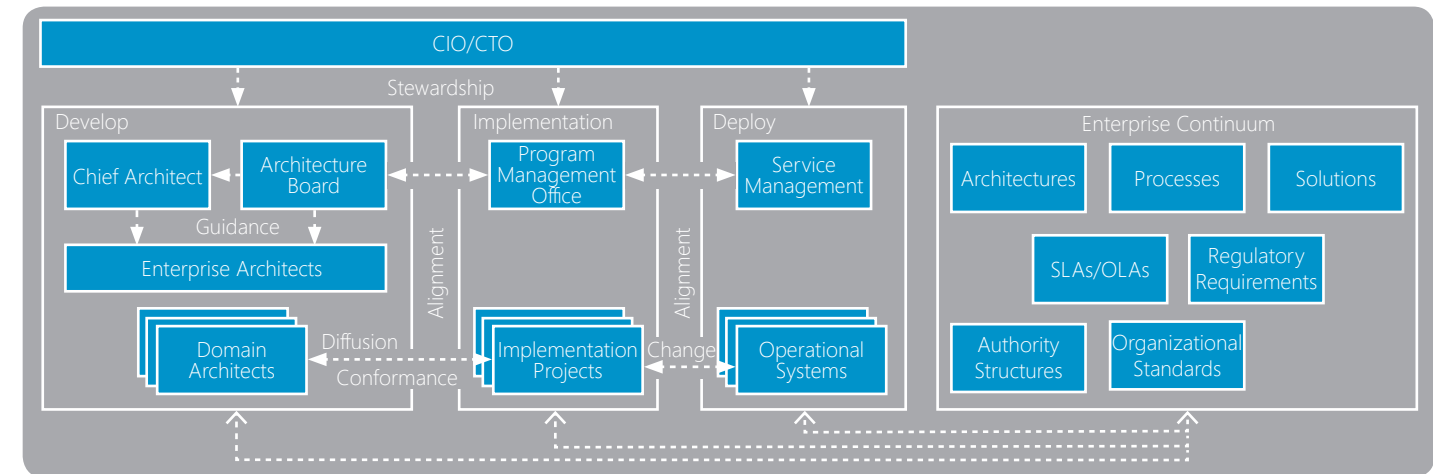 CIO/CTO
Stewardship
Develop
Chief Architect
Architecture
Board
Guidance
Enterprise Architects
Domain
Architects
Alignment
Diffusion
Conformance
Implementation
Program
Management
Office
Implementation
Projects
Alignment
Change
Deploy
Service
Management
Operational
Systems
Enterprise Continuum
Architectures
Processes
Solutions
SLAs/OLAs
Regulatory
Requirements
Authority
Structures
Organizational
Standards